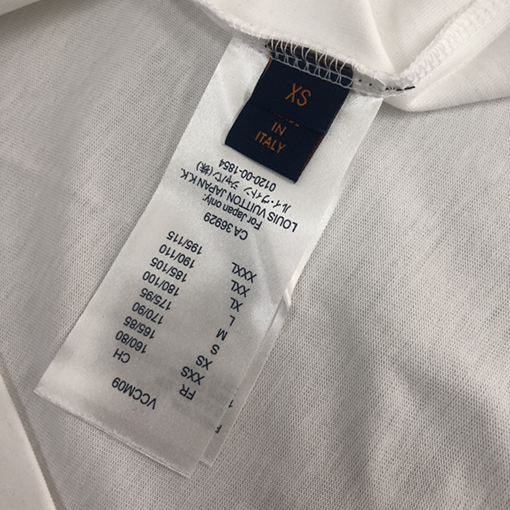 XS
IN
ITALY
VCCM09
FR CH
XXS 160/80
XS 165/85
S 170/90
M 175/95
L 180/100
XL 185/105
XXL 190/110
XXXL 195/115
CA 36929
For Japan only:
LOUIS VUITTON JAPAN K.K.
ルイ・ヴィトン ジャパン(株)
0120-00-1854